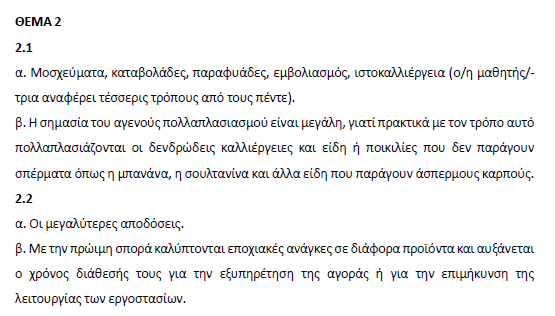 ΘΕΜΑ 2
2.1
α. Μοσχεύματα, καταβολάδες, παραφυάδες, εμβολιασμός, ιστοκαλλιέργεια (ο/η μαθητής/-
τρια αναφέρει τέσσερις τρόπους από τους πέντε).
β. Η σημασία του αγενούς πολλαπλασιασμού είναι μεγάλη, γιατί πρακτικά με τον τρόπο αυτό
πολλαπλασιάζονται οι δενδρώδεις καλλιέργειες και είδη ή ποικιλίες που δεν παράγουν
σπέρματα όπως η μπανάνα, η σουλτανίνα και άλλα είδη που παράγουν άσπερμους καρπούς.
2.2
α. Οι μεγαλύτερες αποδόσεις.
β. Με την πρώιμη σπορά καλύπτονται εποχιακές ανάγκες σε διάφορα προϊόντα και αυξάνεται
ο χρόνος διάθεσής τους για την εξυπηρέτηση της αγοράς ή για την επιμήκυνση της
λειτουργίας των εργοστασίων.